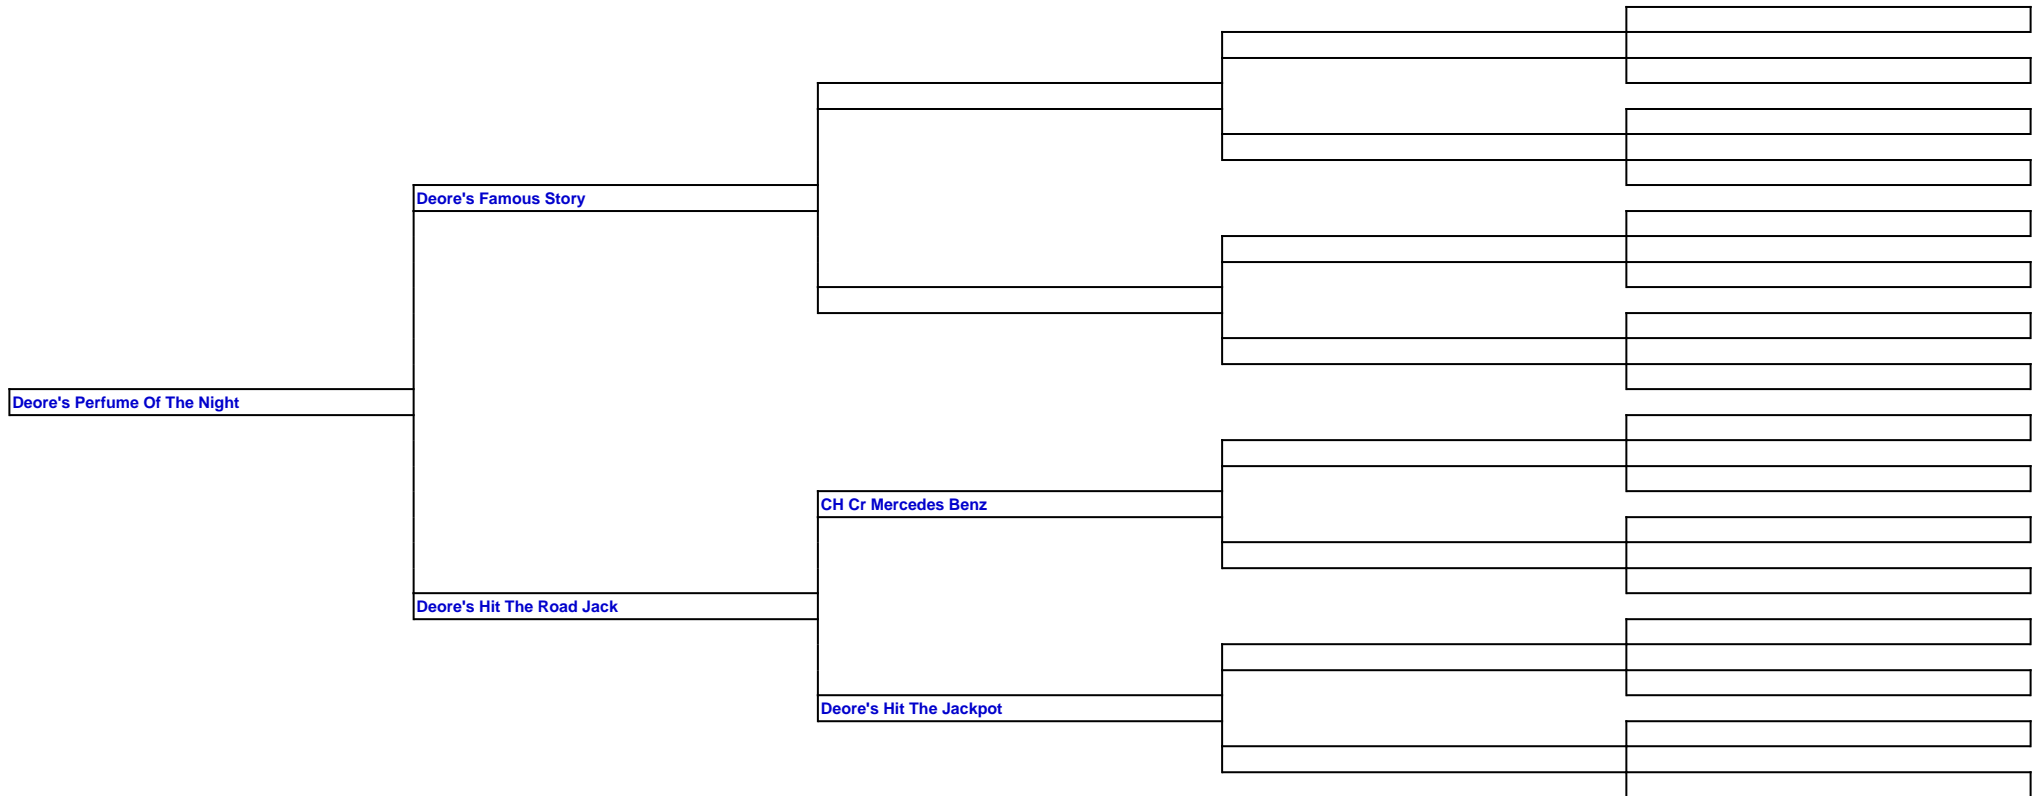 Deore's Famous Story
Deore's Perfume Of The Night
CH Cr Mercedes Benz
Deore's Hit The Road Jack
Deore's Hit The Jackpot